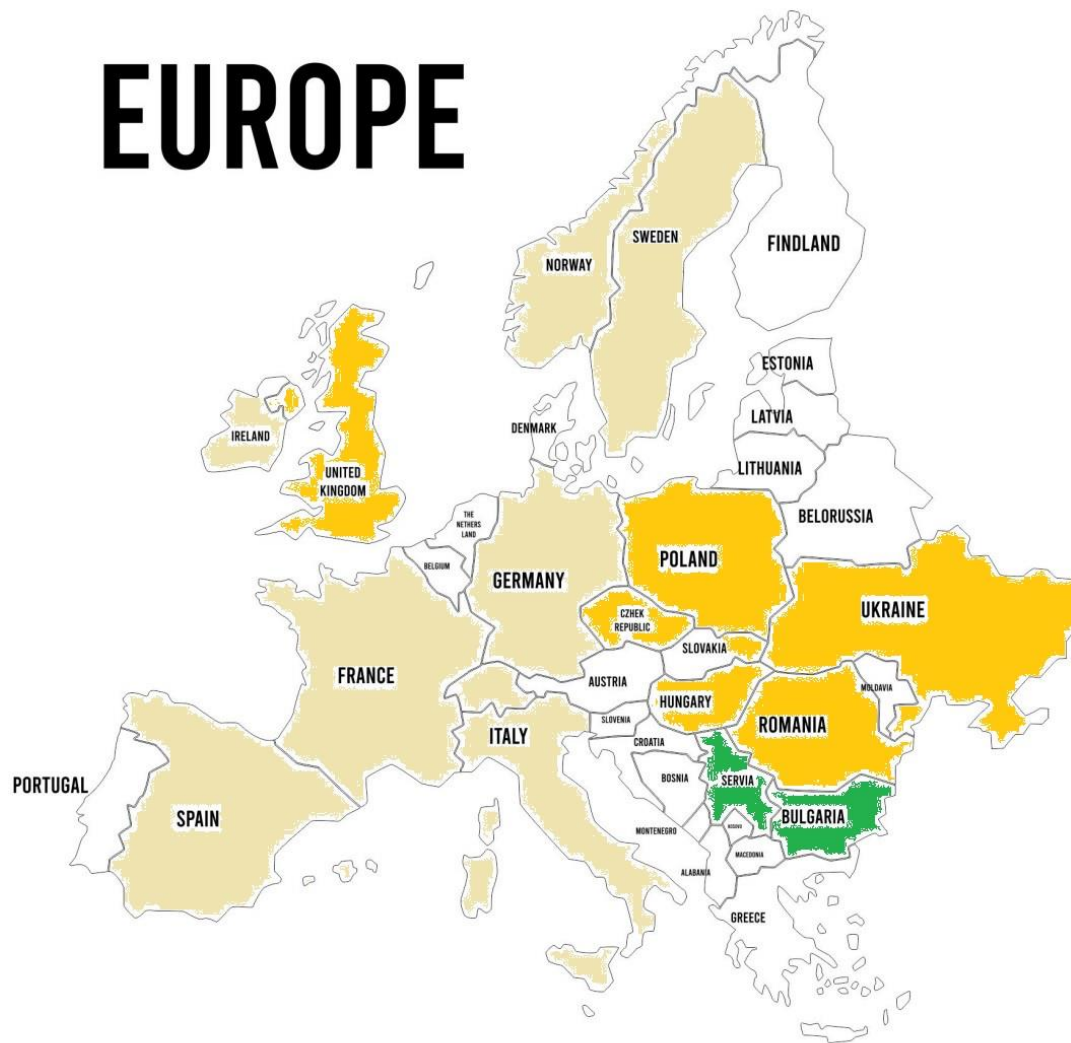 EUROPE
FINDLAND
SWEDEN
NORWAY
ESTONIA
LATVIA
DENMARK
IRELAND
LITHUANIA
UNITED
KINGDOM
THE
NETHERS
LAND
BELORUSSIA
POLAND
BELGIUM
GERMANY
UKRAINE
CZHEK
REPUBLIC
SLOVAKIA
FRANCE
AUSTRIA
MOLDAVIA
HUNGARY
SLOVENIA
ROMANIA
ITALY
CROATIA
BOSNIA
SERVIA
PORTUGAL
SPAIN
BULGARIA
MONTENEGRO
KOSOVO
MACEDONIA
ALABANIA
GREECE